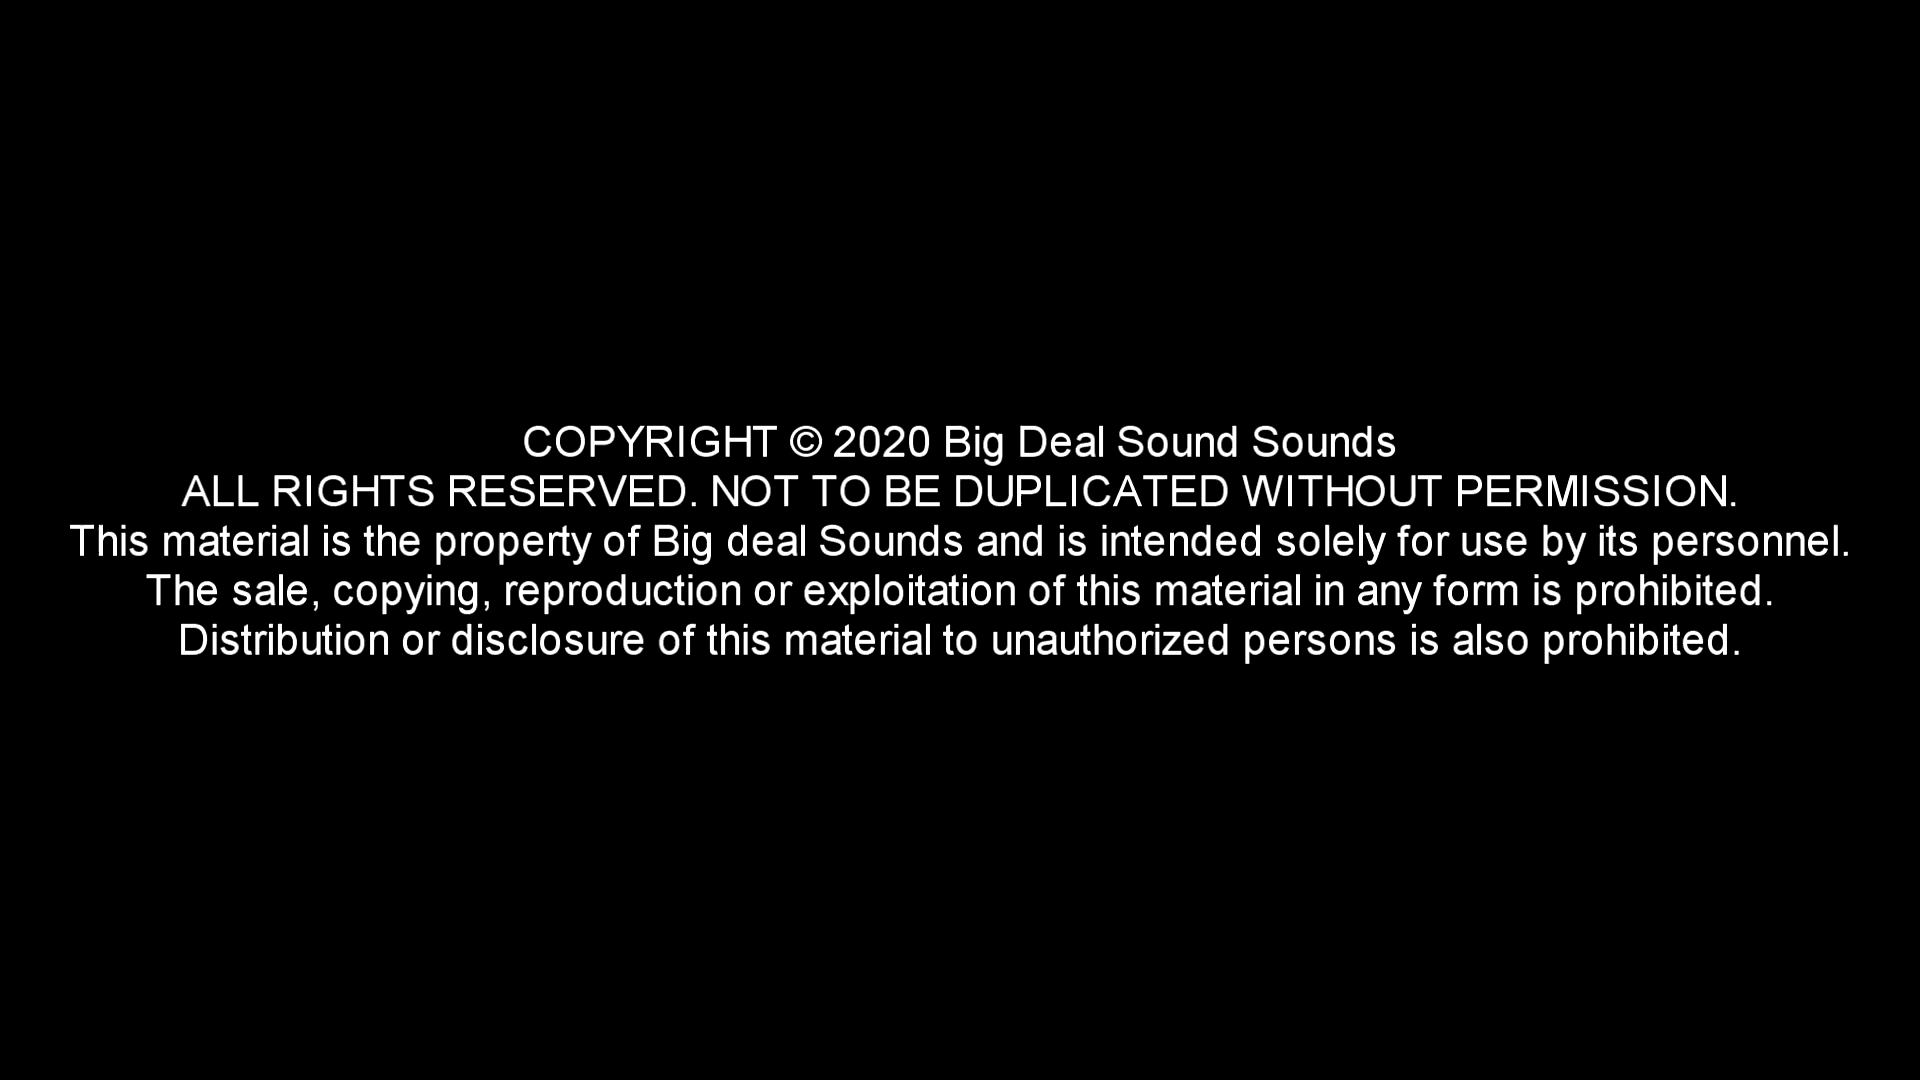 COPYRIGHT © 2020 Big Deal Sound Sounds
ALL RIGHTS RESERVED. NOT TO BE DUPLICATED WITHOUT PERMISSION.
This material is the property of Big deal Sounds and is intended solely for use by its personnel.
The sale, copying, reproduction or exploitation of this material in any form is prohibited.
Distribution or disclosure of this material to unauthorized persons is also prohibited.